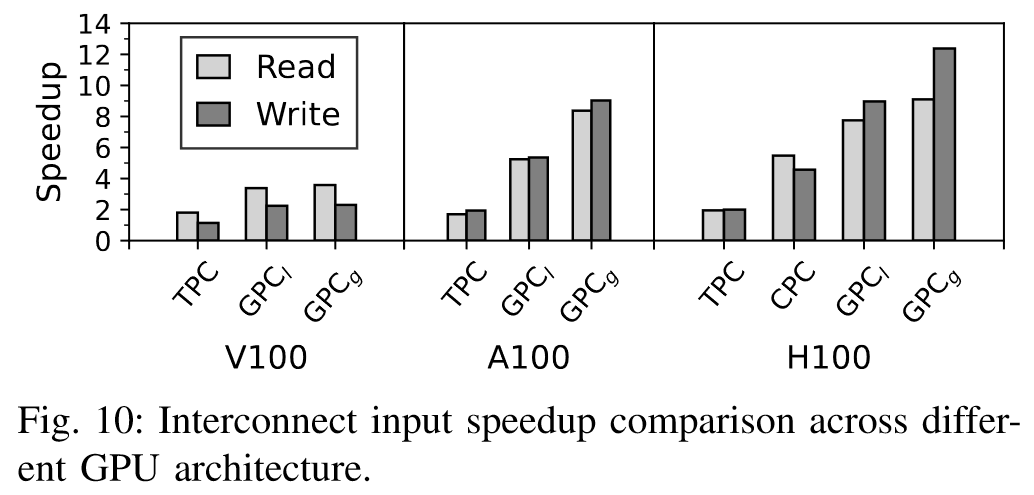 14
12
10
8
6
4
2
0
Speedup
Read
Write
TPC
GPCl
GPCg
TPC
GPCl
GPCg
TPC
CPC
GPCl
GPCg
V100
A100
H100
Fig. 10: Interconnect input speedup comparison across differ-
ent GPU architecture.